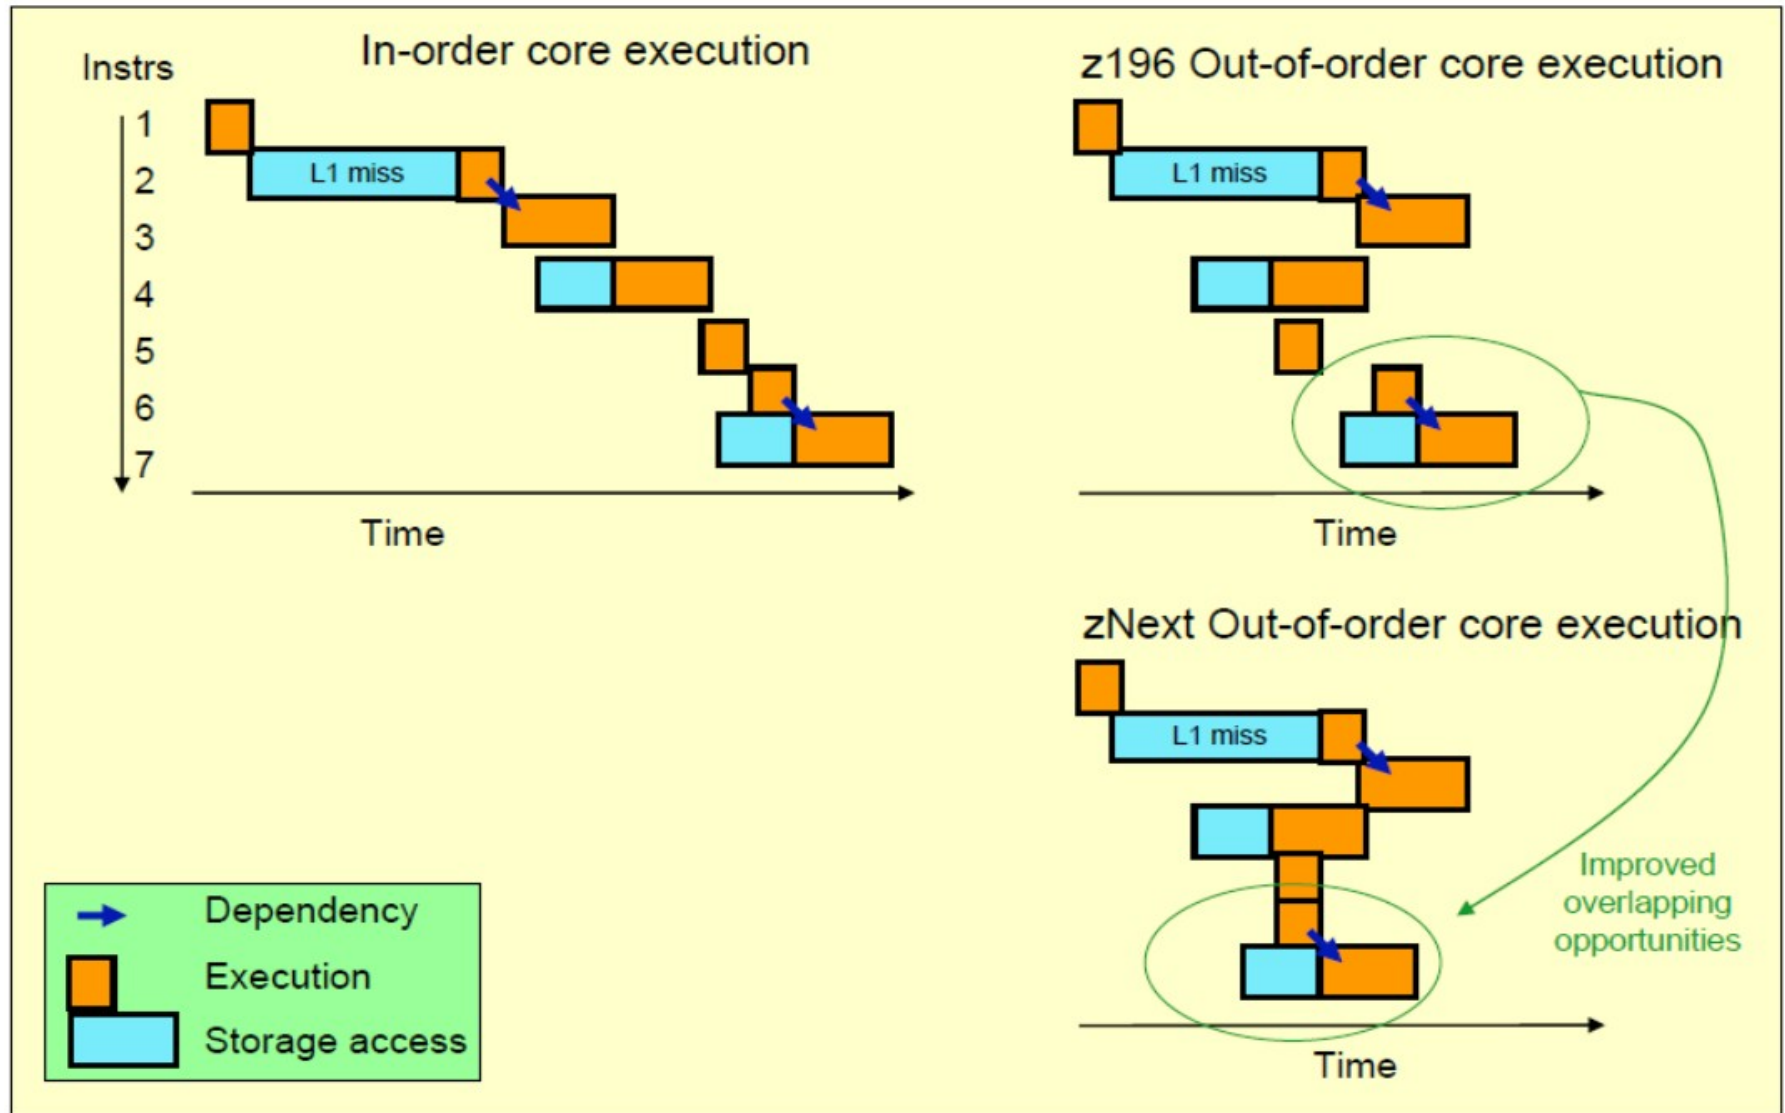 In-order core execution
Instrs
1
2
3
4
5
6
7
L1 miss
Time
z196 Out-of-order core execution
L1 miss
Time
zNext Out-of-order core execution
L1 miss
Improved
overlapping
opportunities
Time
Dependency
Execution
Storage access